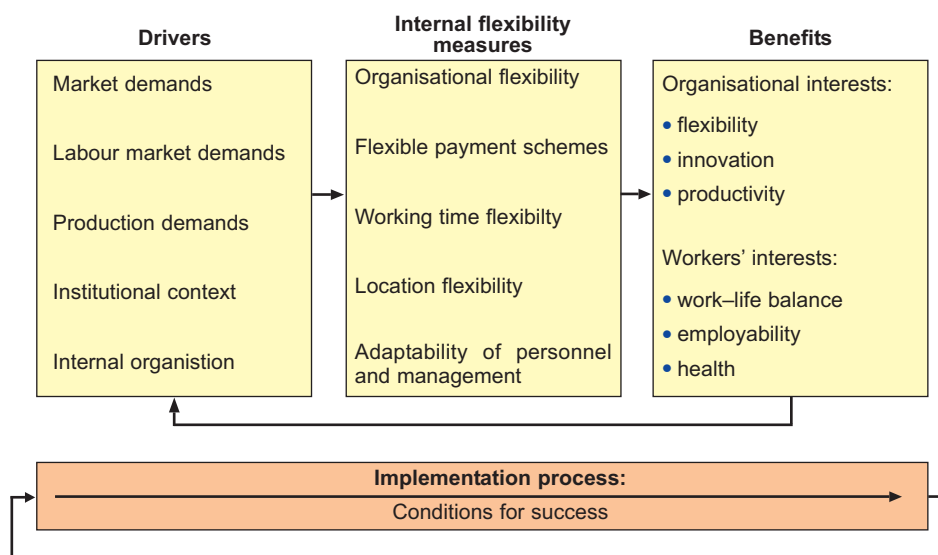 Drivers
Market demands
Labour market demands
Production demands
Institutional context
Internal organistion
Internal flexibility
measures
Organisational flexibility
Flexible payment schemes
Working time flexibilty
Location flexibility
Adaptability of personnel
and management
Benefits
Organisational interests:
• flexibility
• innovation
• productivity
Workers’ interests:
• work–life balance
• employability
• health
Implementation process:
Conditions for success